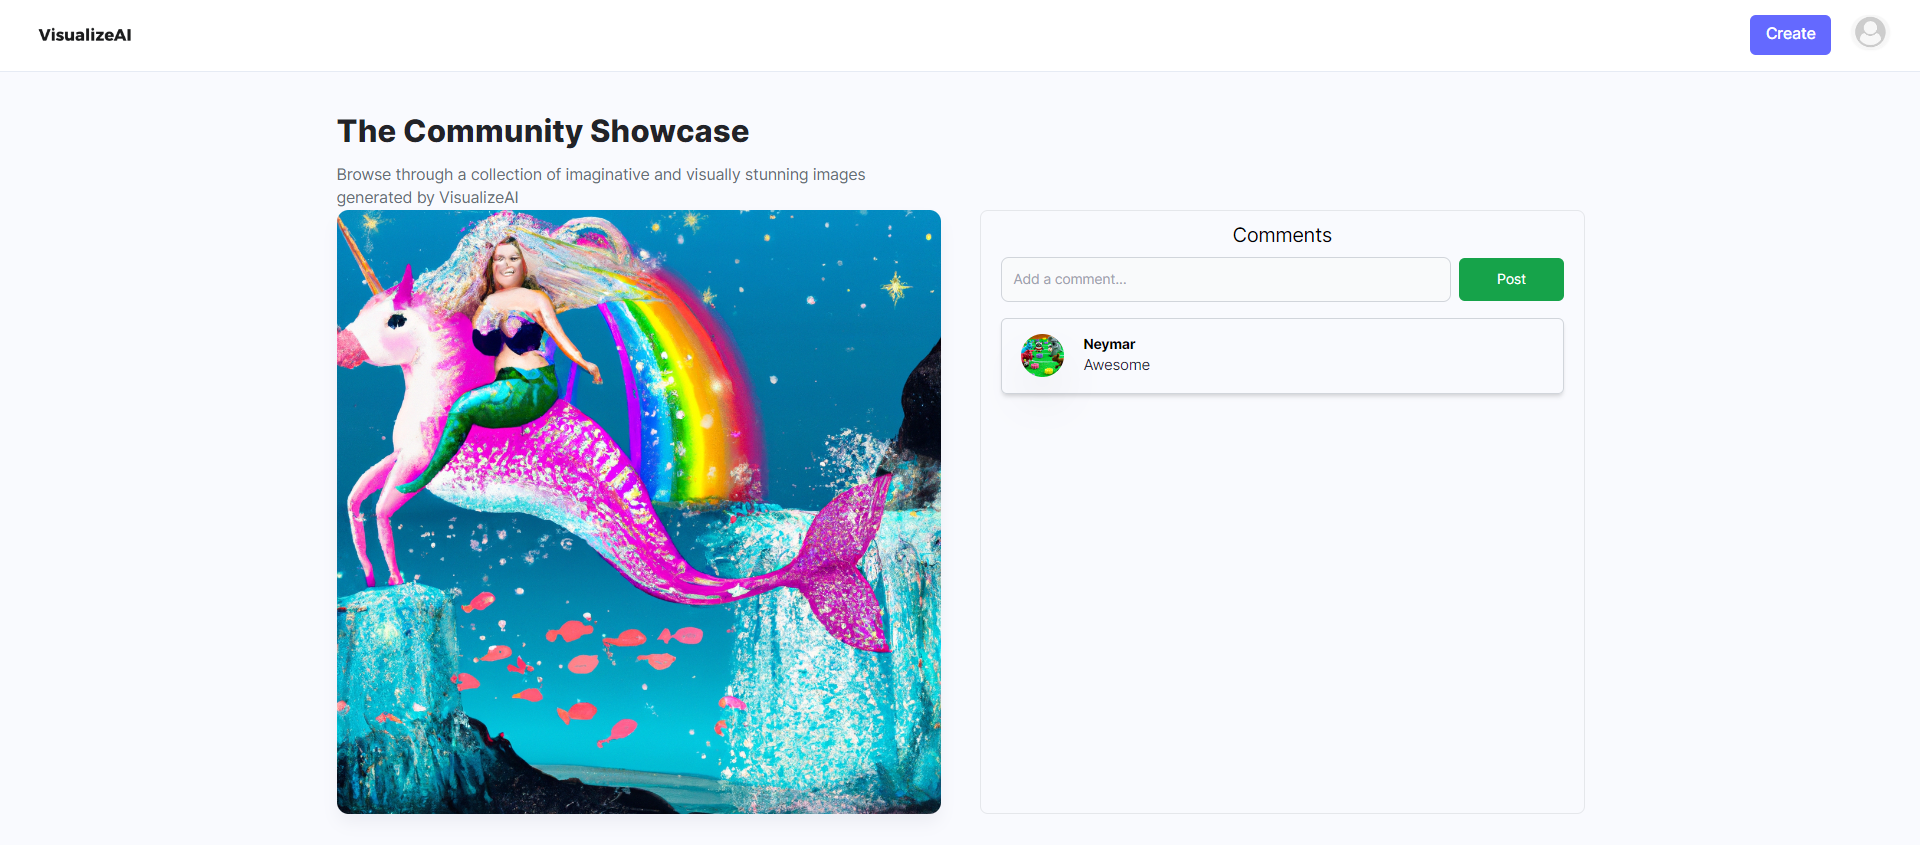 VisualizeAI
Create
The Community Showcase
Browse through a collection of imaginative and visually stunning images
generated by VisualizeAI
Comments
Add a comment...
Post
Neymar
Awesome